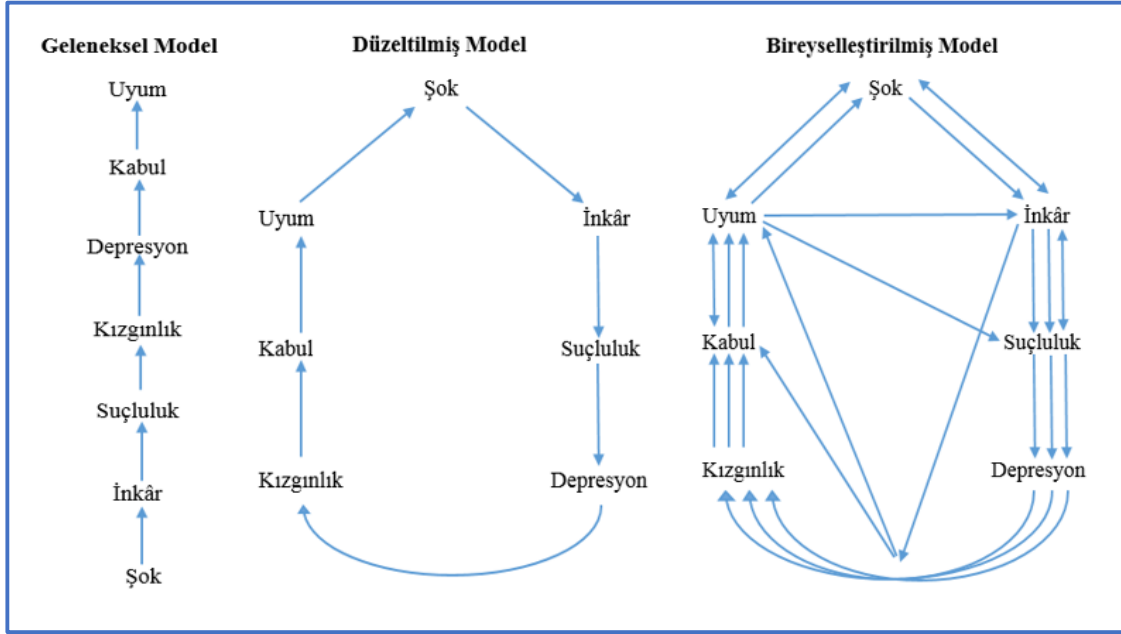 Geleneksel Model
Uyum
Kabul
Depresyon
Kızgınlık
Suçluluk
İnkâr
Şok
Düzeltilmiş Model
Şok
Uyum
İnkâr
Kabul
Suçluluk
Kızgınlık
Depresyon
Bireyselleştirilmiş Model
Şok
Uyum
İnkâr
Kabul
Suçluluk
Kızgınlık
Depresyon